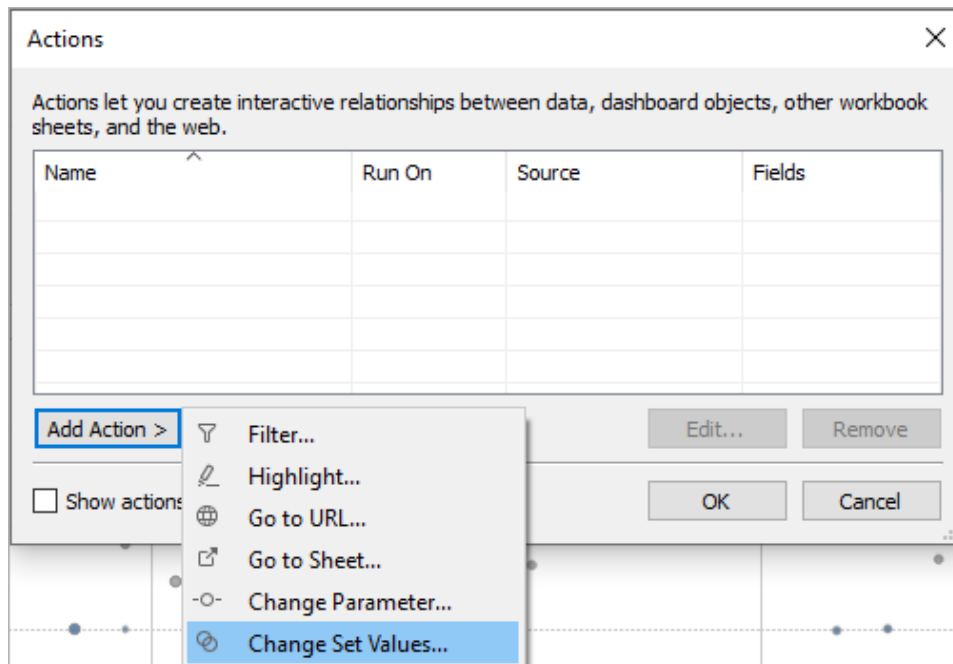 Actions
Actions let you create interactive relationships between data, dashboard objects, other workbook
sheets, and the web.
Name Run On Source Fields
Add Action > Edit... Remove
Filter...
Highlight...
Show actions OK Cancel
Go to URL...
Go to Sheet...
Change Parameter...
Change Set Values...